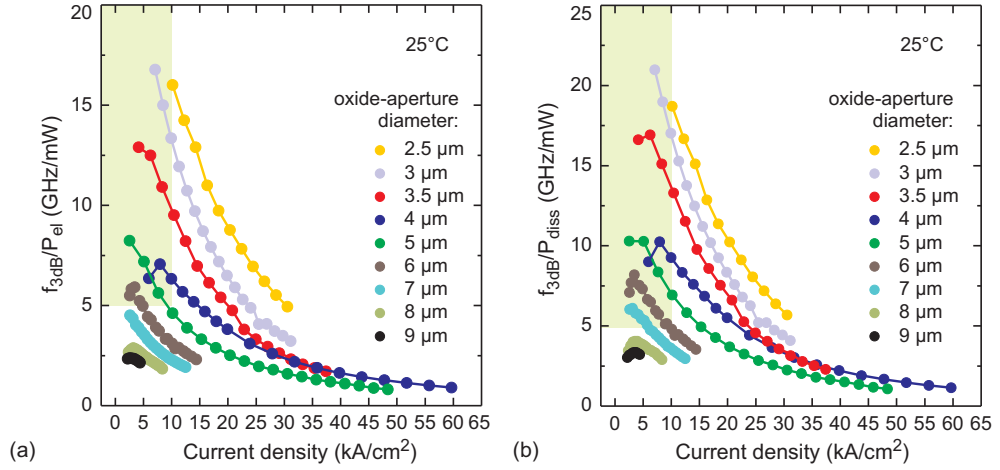 20
15
10
5
0
f3dB/Pel (GHz/mW)
25°C
oxide-aperture
diameter:
2.5 µm
3 µm
3.5 µm
4 µm
5 µm
6 µm
7 µm
8 µm
9 µm
0 5 10 15 20 25 30 35 40 45 50 55 60 65
(a) Current density (kA/cm²)
25
20
15
10
5
0
f3dB/Pdiss (GHz/mW)
25°C
oxide-aperture
diameter:
2.5 µm
3 µm
3.5 µm
4 µm
5 µm
6 µm
7 µm
8 µm
9 µm
0 5 10 15 20 25 30 35 40 45 55 55 60 65
(b) Current density (kA/cm²)